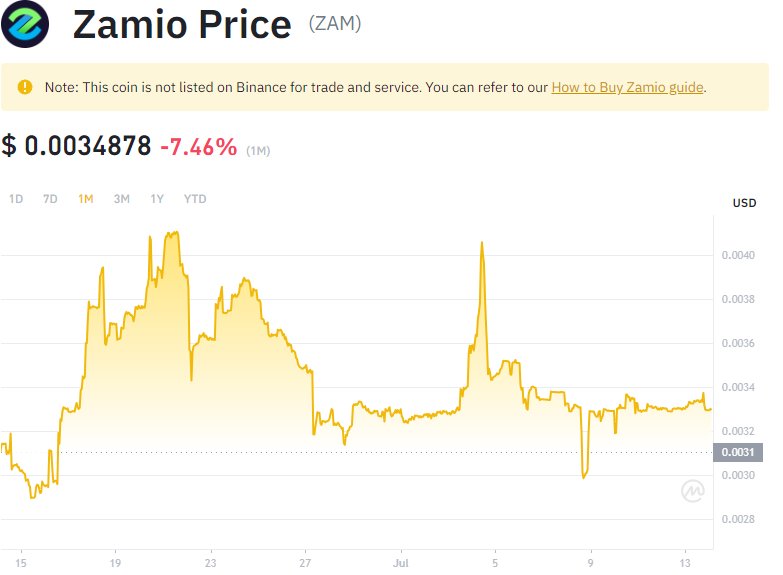 Zamio Price (ZAM)
Note: This coin is not listed on Binance for trade and service. You can refer to our How to Buy Zamio guide.
$ 0.0034878 -7.46% (1M)
1D 7D 1M 3M 1Y YTD
USD
0.0040
0.0038
0.0036
0.0034
0.0032
0.0031
0.0030
0.0028
15 19 23 27 Jul 5 9 13